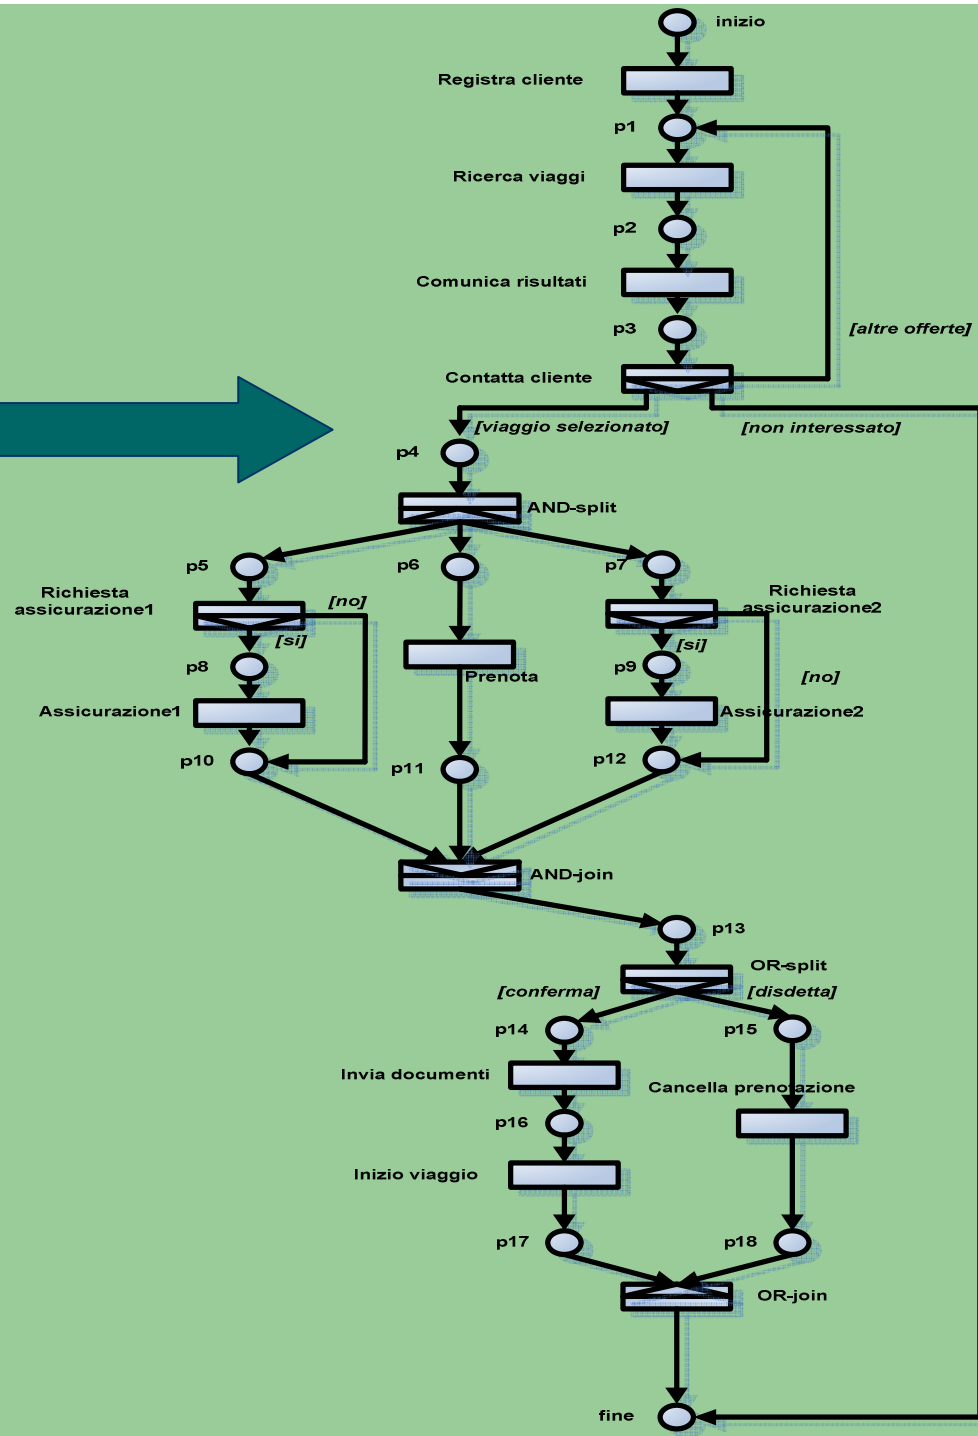 inizio
Registra cliente
p1
Ricerca viaggi
p2
Comunica risultati
p3
[altre offerte]
Contatta cliente
[viaggio selezionato]
[non interessato]
p4
AND-split
p5
p6
p7
Richiesta
assicurazione1
[no]
Richiesta
assicurazione2
[si]
[si]
p8
Prenota
p9
[no]
Assicurazione1
Assicurazione2
p10
p11
p12
AND-join
p13
OR-split
[conferma]
[disdetta]
p14
p15
Invia documenti
Cancella prenotazione
p16
Inizio viaggio
p17
p18
OR-join
fine